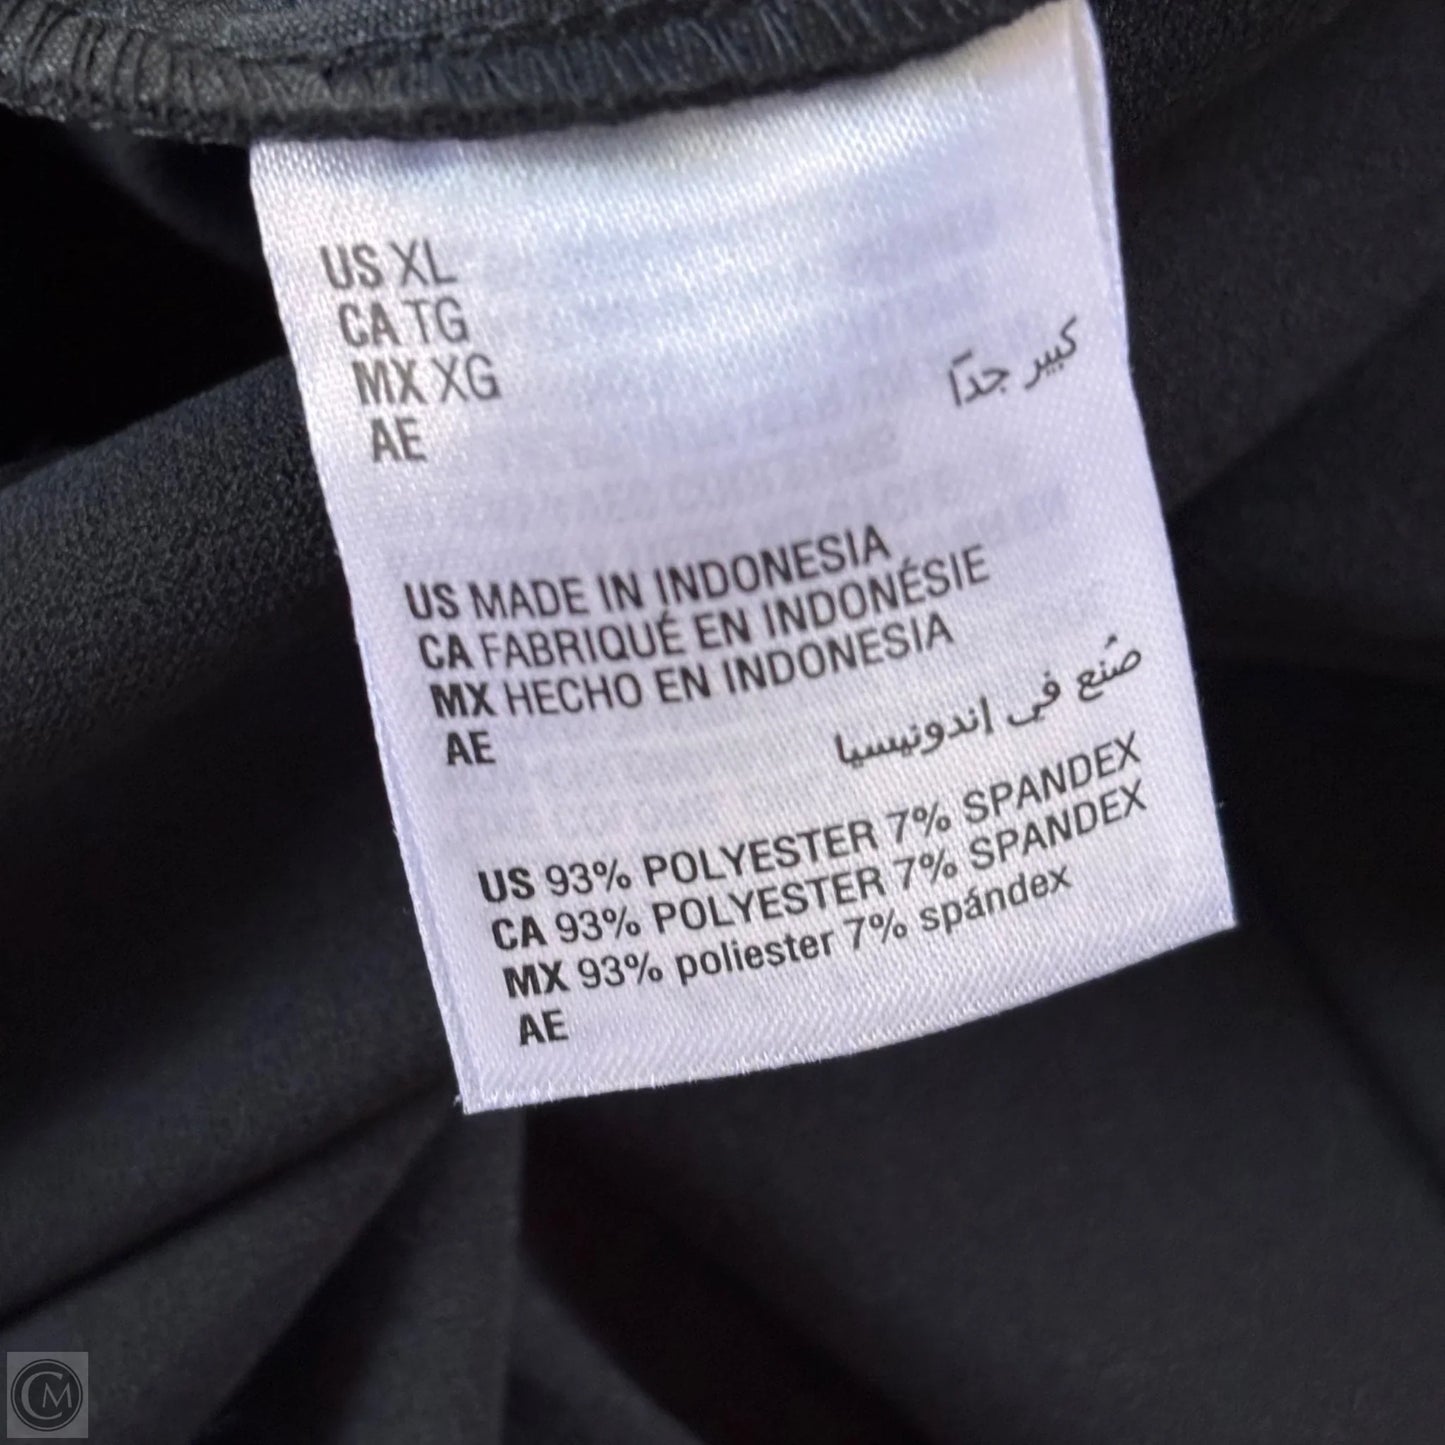 US XL
CA TG
MX XG
AE كبير جدّا
US MADE IN INDONESIA
CA FABRIQUÉ EN INDONÉSIE
MX HECHO EN INDONESIA
AE صُنع في إندونيسيا
US 93% POLYESTER 7% SPANDEX
CA 93% POLYESTER 7% SPANDEX
MX 93% poliester 7% spándex
AE
CM